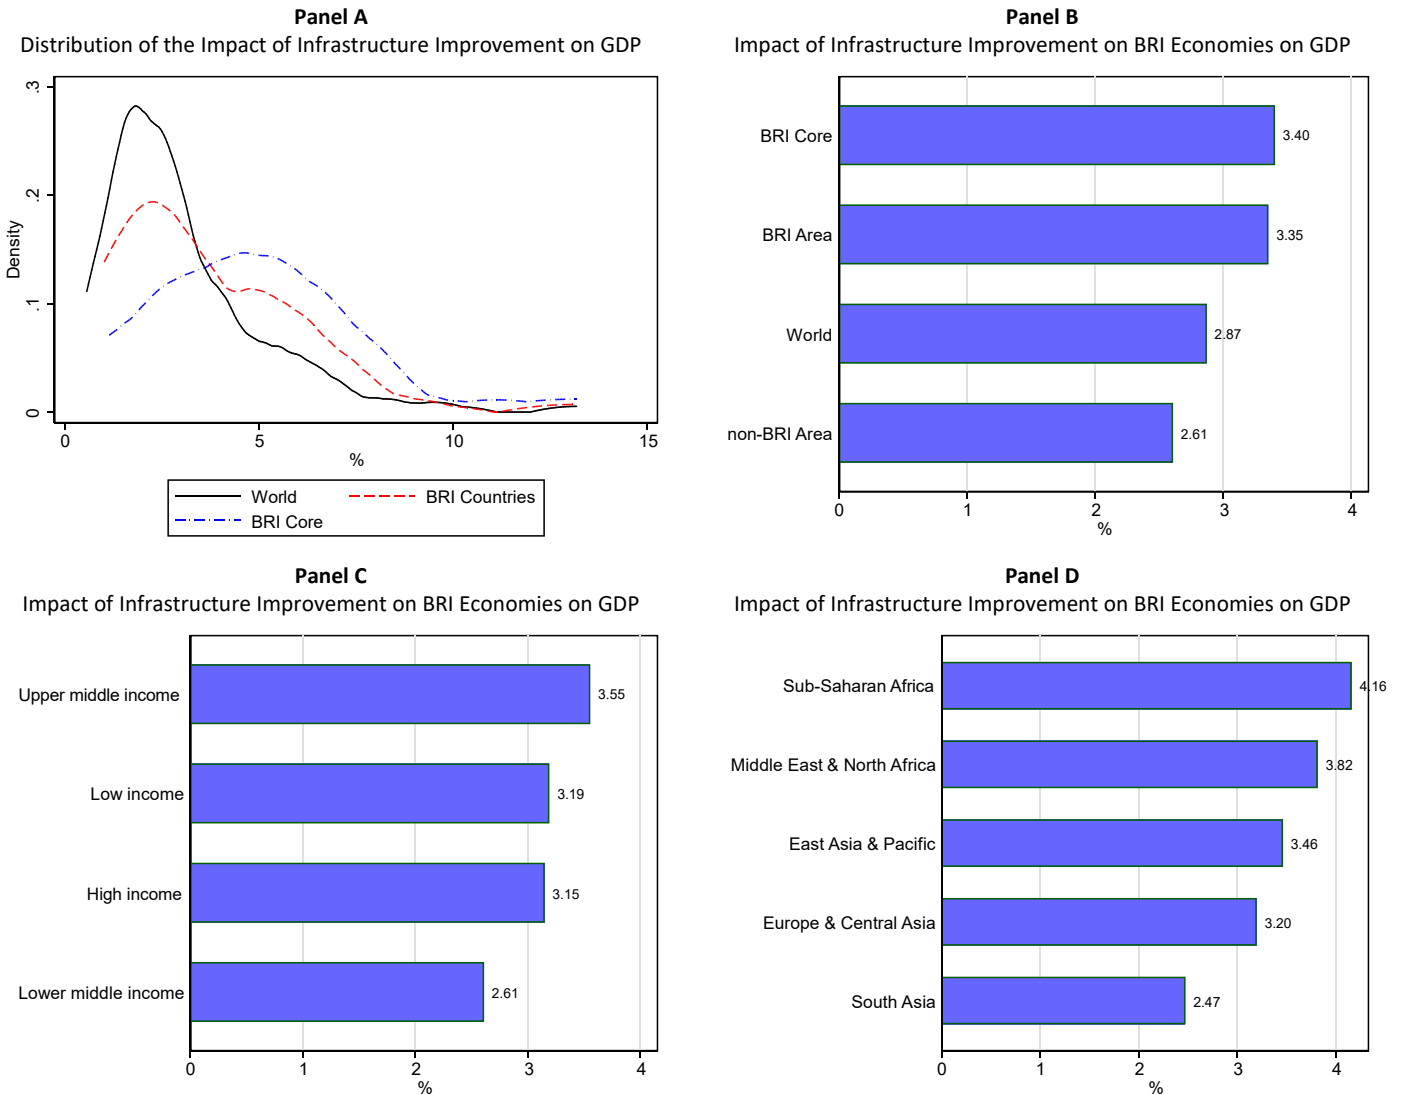 Panel A
Distribution of the Impact of Infrastructure Improvement on GDP
Density
.3
.2
.1
0
0 5 10 15
%
World BRI Countries
BRI Core
Panel B
Impact of Infrastructure Improvement on BRI Economies on GDP
BRI Core 3.40
BRI Area 3.35
World 2.87
non-BRI Area 2.61
0 1 2 3 4
%
Panel C
Impact of Infrastructure Improvement on BRI Economies on GDP
Upper middle income 3.55
Low income 3.19
High income 3.15
Lower middle income 2.61
0 1 2 3 4
%
Panel D
Impact of Infrastructure Improvement on BRI Economies on GDP
Sub-Saharan Africa 4.16
Middle East & North Africa 3.82
East Asia & Pacific 3.46
Europe & Central Asia 3.20
South Asia 2.47
0 1 2 3 4
%